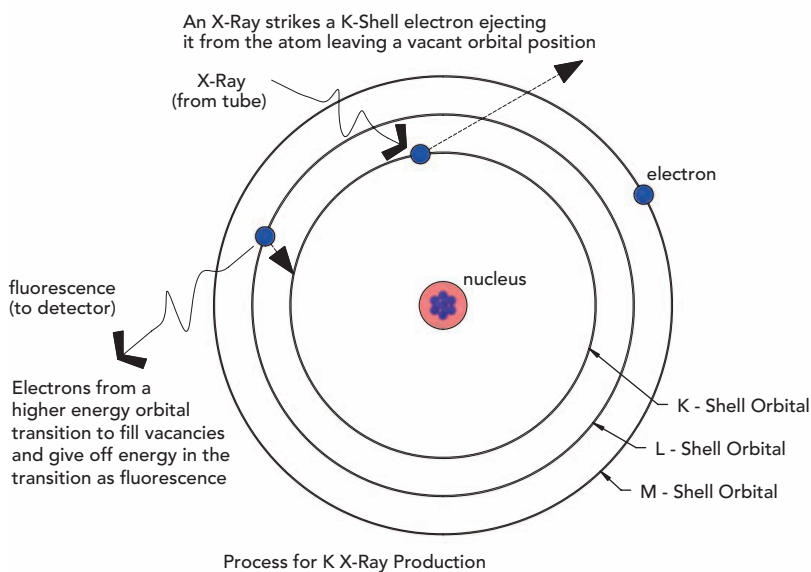 An X-Ray strikes a K-Shell electron ejecting
it from the atom leaving a vacant orbital position
X-Ray
(from tube)
electron
nucleus
fluorescence
(to detector)
Electrons from a
higher energy orbital
transition to fill vacancies
and give off energy in the
transition as fluorescence
K - Shell Orbital
L - Shell Orbital
M - Shell Orbital
Process for K X-Ray Production